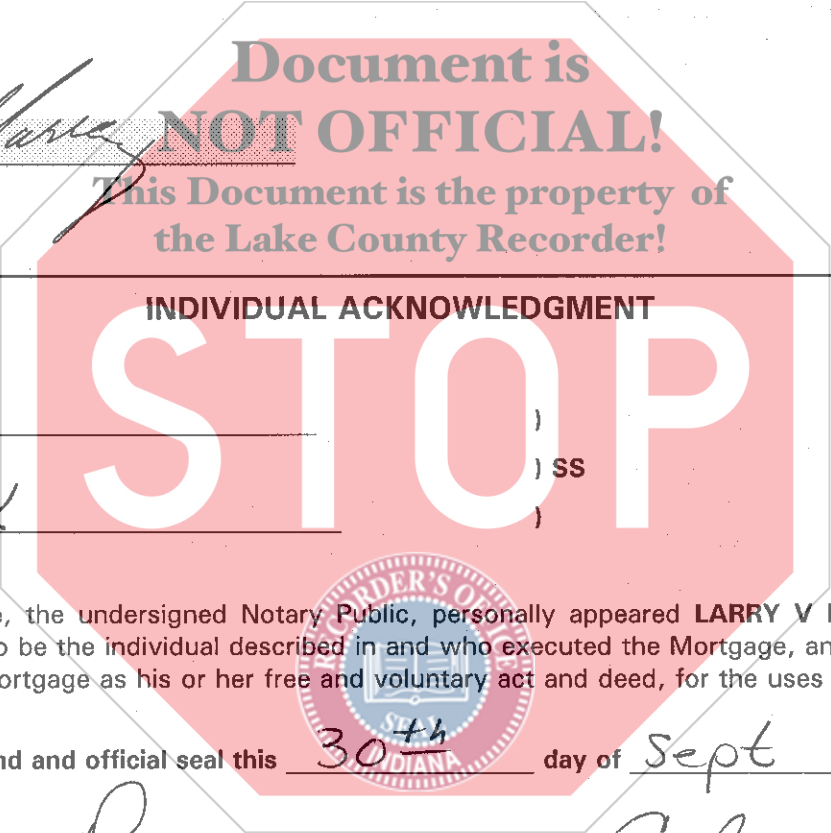 Document is
NOT OFFICIAL!
This Document is the property of
the Lake County Recorder!
INDIVIDUAL ACKNOWLEDGMENT
STOP
)
) SS
)
RECORDER'S OFFICE
, the undersigned Notary Public, personally appeared LARRY V
o be the individual described in and who executed the Mortgage, an
ortgage as his or her free and voluntary act and deed, for the uses
SEAL
nd and official seal this 30th day of Sept
INDIANA